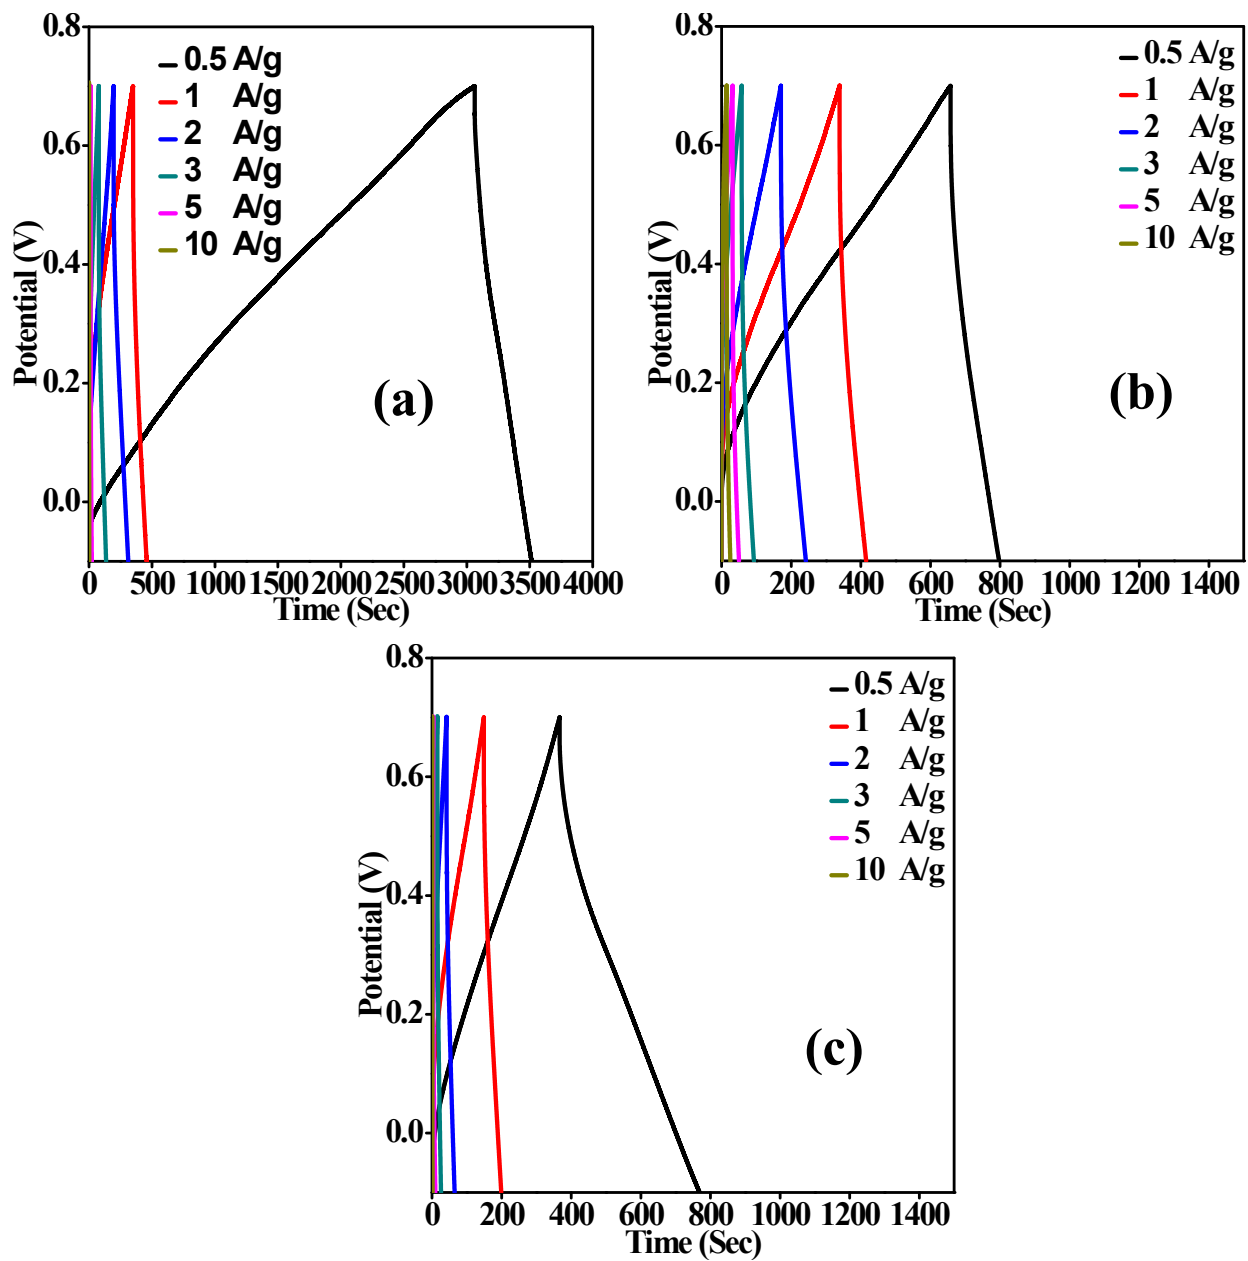 0.8
0.6
0.4
0.2
0.0
Potential (V)
0.5 A/g
1 A/g
2 A/g
3 A/g
5 A/g
10 A/g
(a)
0 500 1000 1500 2000 2500 3000 3500 4000
Time (Sec)
0.8
0.6
0.4
0.2
0.0
Potential (V)
0.5 A/g
1 A/g
2 A/g
3 A/g
5 A/g
10 A/g
(b)
0 200 400 600 800 1000 1200 1400
Time (Sec)
0.8
0.6
0.4
0.2
0.0
Potential (V)
0.5 A/g
1 A/g
2 A/g
3 A/g
5 A/g
10 A/g
(c)
0 200 400 600 800 1000 1200 1400
Time (Sec)